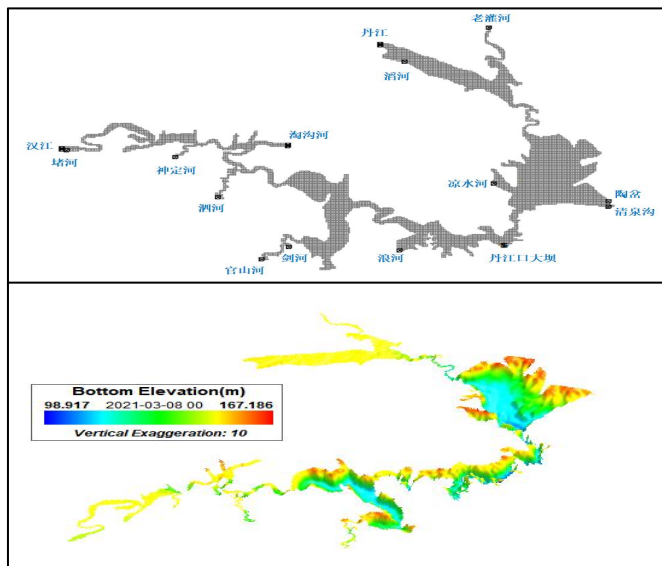 老灌河
丹江
滔河
汉江
堵河
神定河
淘沟河
泗河
凉水河
陶岔
清泉沟
官山河
剑河
浪河
丹江口大坝
Bottom Elevation(m)
98.917 2021-03-08 00 167.186
Vertical Exaggeration: 10